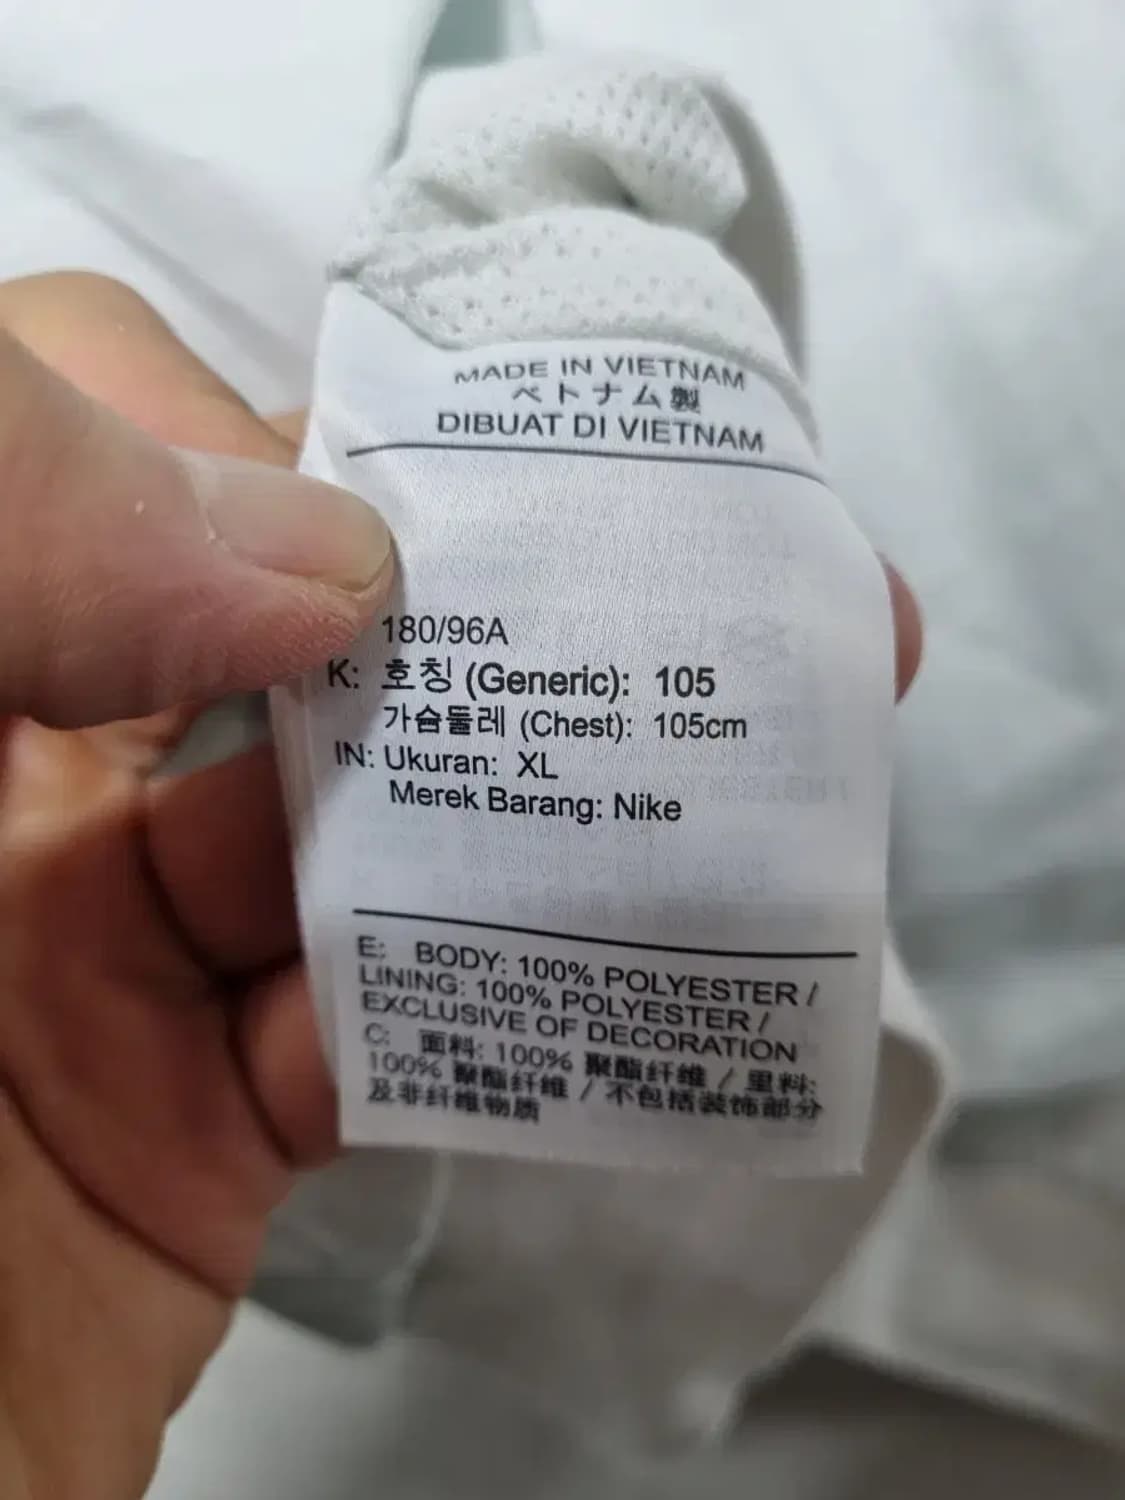 MADE IN VIETNAM
ベトナム製
DIBUAT DI VIETNAM
180/96A
K: 호칭 (Generic): 105
가슴둘레 (Chest): 105cm
IN: Ukuran: XL
Merek Barang: Nike
E: BODY: 100% POLYESTER /
LINING: 100% POLYESTER /
EXCLUSIVE OF DECORATION
C: 面料: 100% 聚酯纤维 / 里料:
100% 聚酯纤维 / 不包括装饰部分
及非纤维物质